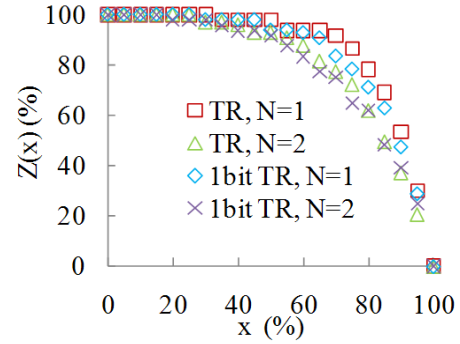 100
80
60
40
20
0
Z(x) (%)
TR, N=1
TR, N=2
1bit TR, N=1
1bit TR, N=2
0 20 40 60 80 100
x (%)